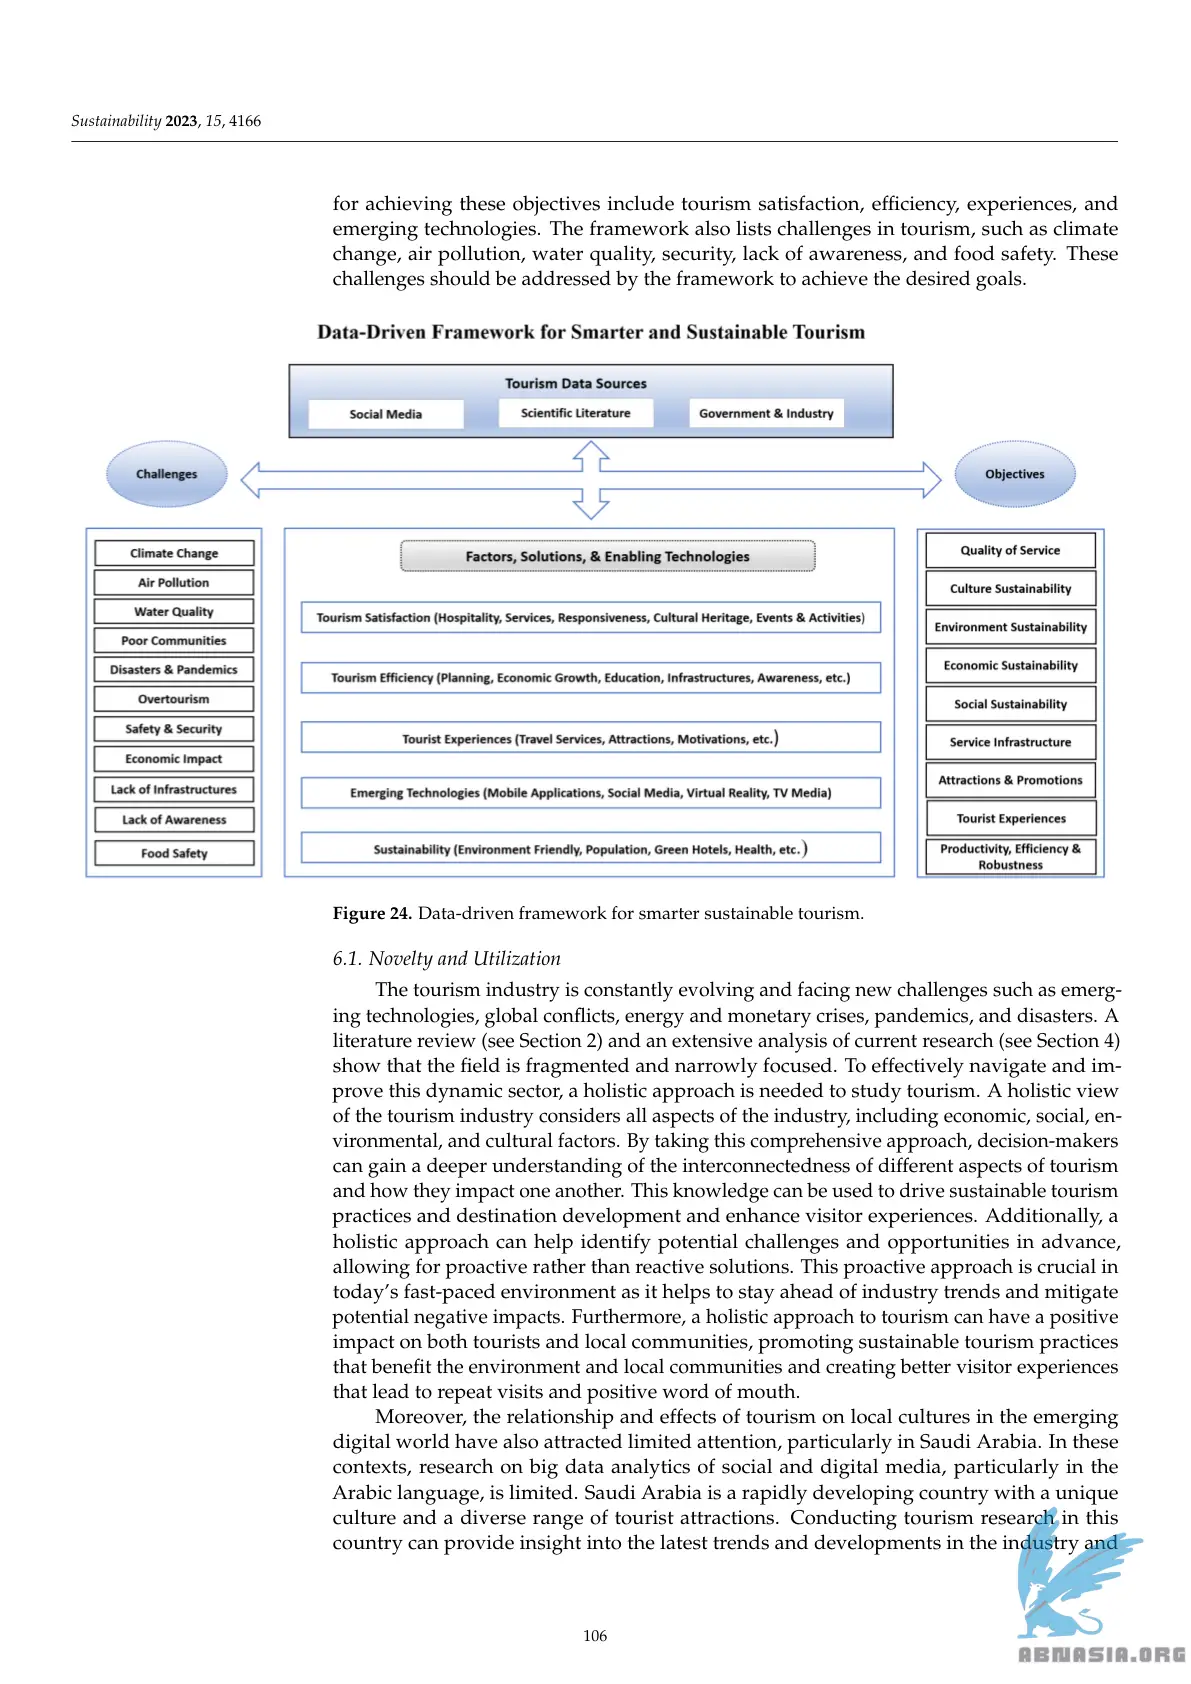 Sustainability 2023, 15, 4166
for achieving these objectives include tourism satisfaction, efficiency, experiences, and
emerging technologies. The framework also lists challenges in tourism, such as climate
change, air pollution, water quality, security, lack of awareness, and food safety. These
challenges should be addressed by the framework to achieve the desired goals.
Data-Driven Framework for Smarter and Sustainable Tourism
Tourism Data Sources
Social Media
Scientific Literature
Government & Industry
Challenges
Objectives
Climate Change
Air Pollution
Water Quality
Poor Communities
Disasters & Pandemics
Overtourism
Safety & Security
Economic Impact
Lack of Infrastructures
Lack of Awareness
Food Safety
Factors, Solutions, & Enabling Technologies
Tourism Satisfaction (Hospitality, Services, Responsiveness, Cultural Heritage, Events & Activities)
Tourism Efficiency (Planning, Economic Growth, Education, Infrastructures, Awareness, etc.)
Tourist Experiences (Travel Services, Attractions, Motivations, etc.)
Emerging Technologies (Mobile Applications, Social Media, Virtual Reality, TV Media)
Sustainability (Environment Friendly, Population, Green Hotels, Health, etc. )
Quality of Service
Culture Sustainability
Environment Sustainability
Economic Sustainability
Social Sustainability
Service Infrastructure
Attractions & Promotions
Tourist Experiences
Productivity, Efficiency &
Robustness
Figure 24. Data-driven framework for smarter sustainable tourism.
6.1. Novelty and Utilization
The tourism industry is constantly evolving and facing new challenges such as emerg-
ing technologies, global conflicts, energy and monetary crises, pandemics, and disasters. A
literature review (see Section 2) and an extensive analysis of current research (see Section 4)
show that the field is fragmented and narrowly focused. To effectively navigate and im-
prove this dynamic sector, a holistic approach is needed to study tourism. A holistic view
of the tourism industry considers all aspects of the industry, including economic, social, en-
vironmental, and cultural factors. By taking this comprehensive approach, decision-makers
can gain a deeper understanding of the interconnectedness of different aspects of tourism
and how they impact one another. This knowledge can be used to drive sustainable tourism
practices and destination development and enhance visitor experiences. Additionally, a
holistic approach can help identify potential challenges and opportunities in advance,
allowing for proactive rather than reactive solutions. This proactive approach is crucial in
today's fast-paced environment as it helps to stay ahead of industry trends and mitigate
potential negative impacts. Furthermore, a holistic approach to tourism can have a positive
impact on both tourists and local communities, promoting sustainable tourism practices
that benefit the environment and local communities and creating better visitor experiences
that lead to repeat visits and positive word of mouth.
Moreover, the relationship and effects of tourism on local cultures in the emerging
digital world have also attracted limited attention, particularly in Saudi Arabia. In these
contexts, research on big data analytics of social and digital media, particularly in the
Arabic language, is limited. Saudi Arabia is a rapidly developing country with a unique
culture and a diverse range of tourist attractions. Conducting tourism research in this
country can provide insight into the latest trends and developments in the industry and
106
ABNASIA.ORG